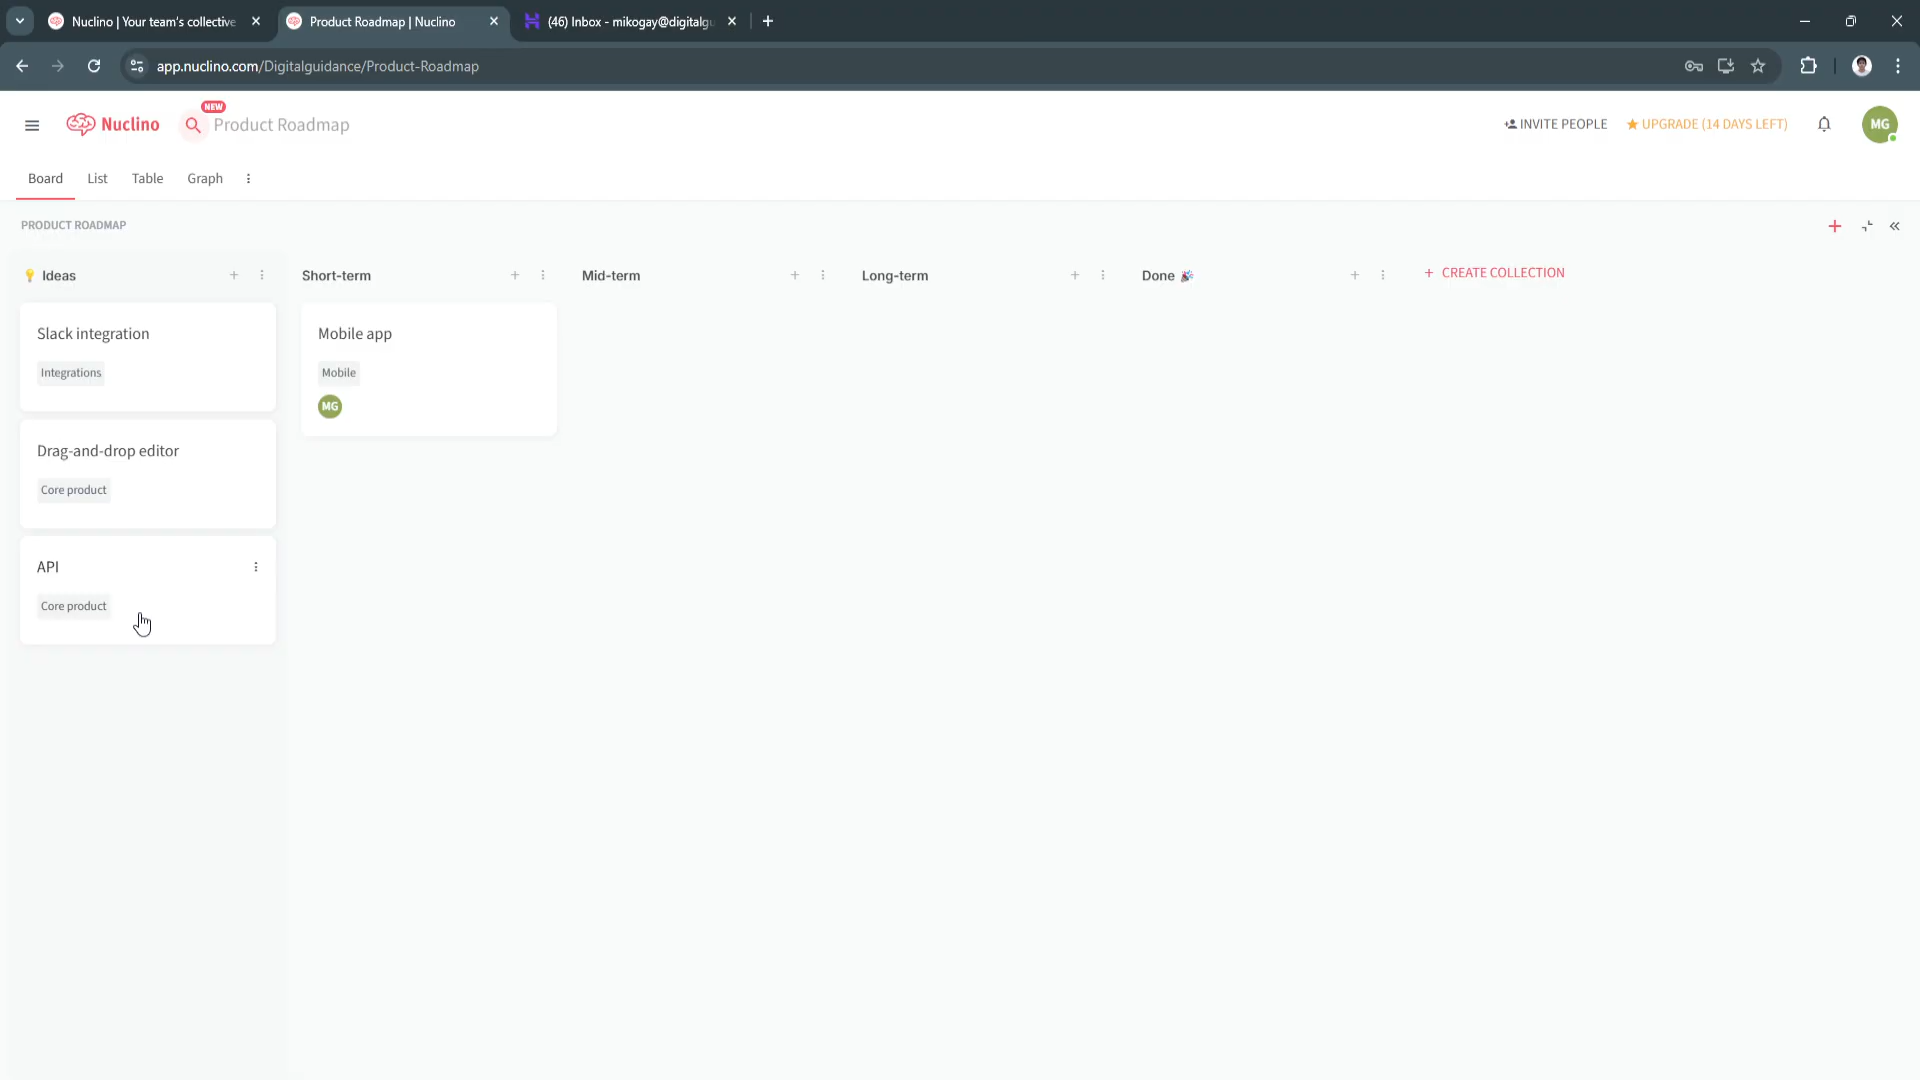 Nuclino | Your team's collective
Product Roadmap | Nuclino
(46) Inbox - mikogay@digitalgu
app.nuclino.com/Digitalguidance/Product-Roadmap
NEW
Nuclino
Product Roadmap
INVITE PEOPLE
UPGRADE (14 DAYS LEFT)
MG
Board
List
Table
Graph
PRODUCT ROADMAP
Ideas
Short-term
Mid-term
Long-term
Done
+ CREATE COLLECTION
Slack integration
Integrations
Drag-and-drop editor
Core product
API
Core product
Mobile app
Mobile
MG